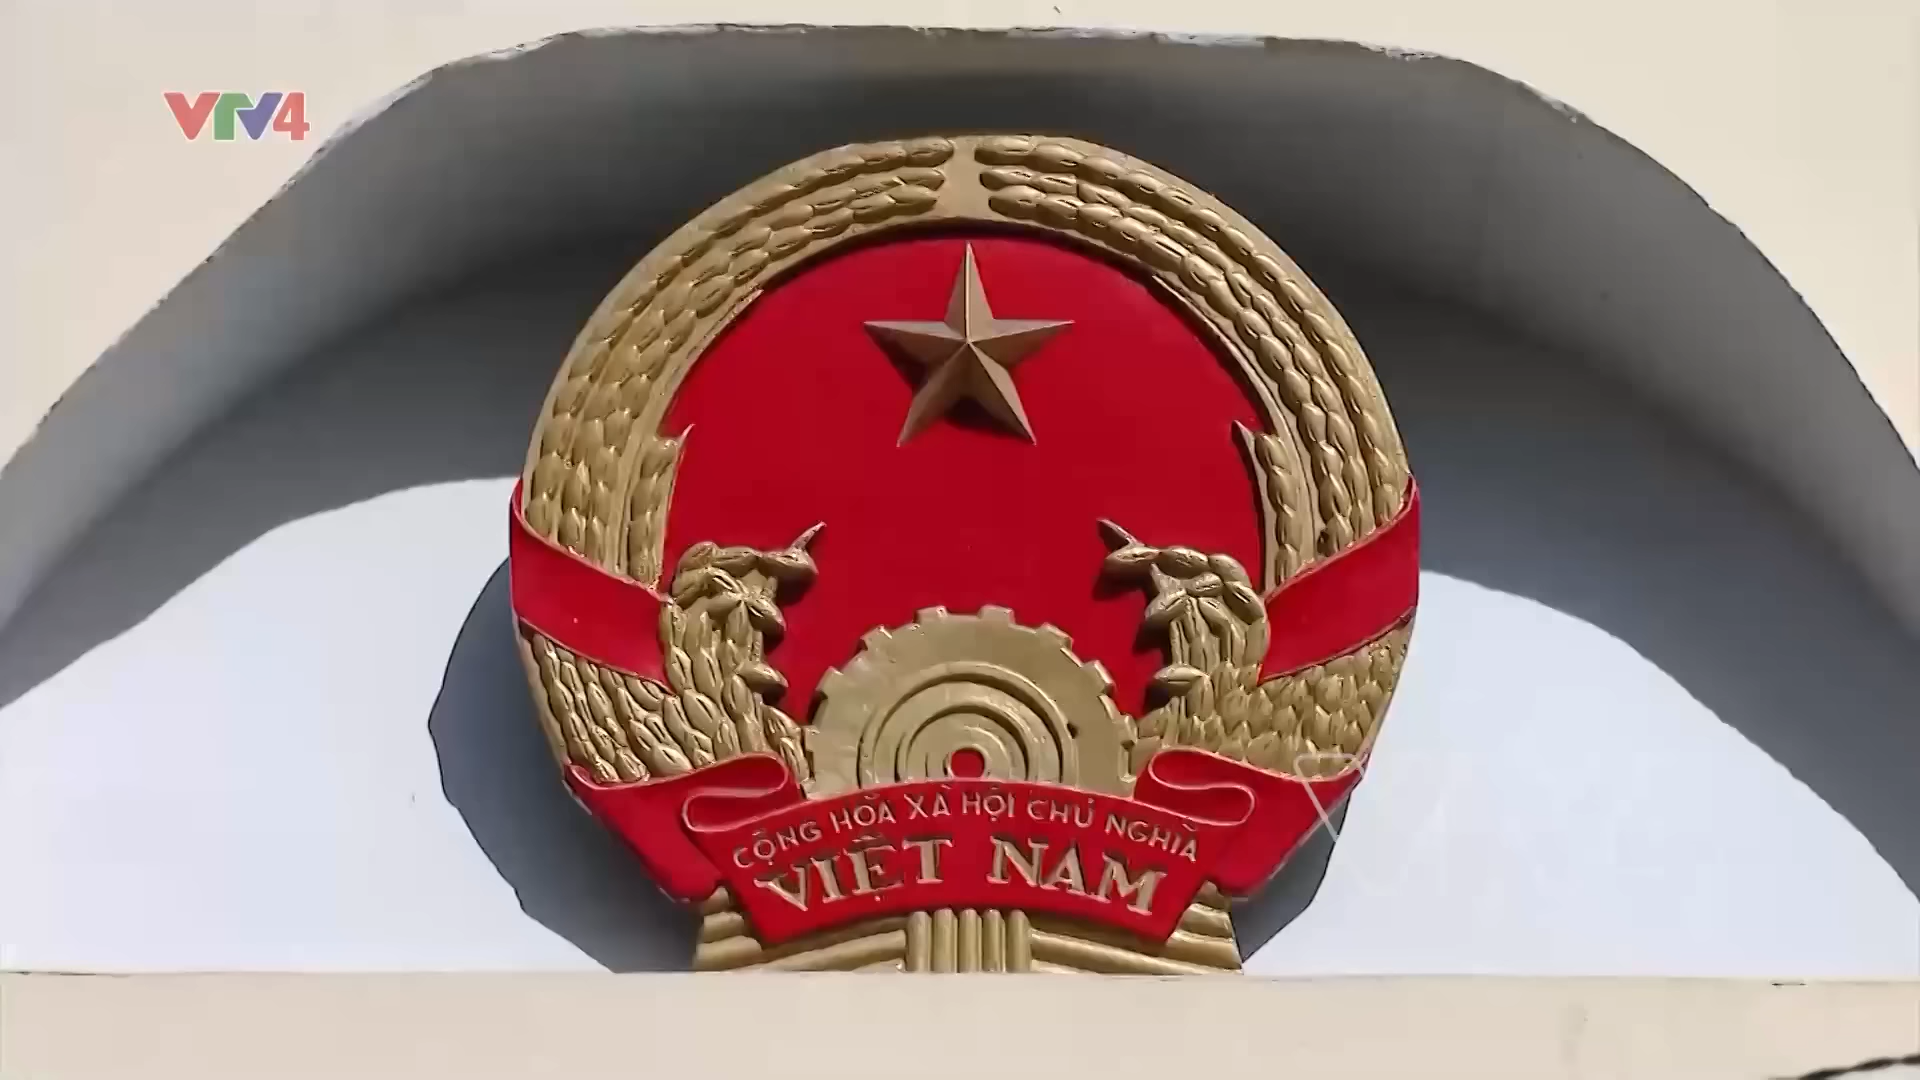 VTV4
CỘNG HÒA XÃ HỘI CHỦ NGHĨA
VIỆT NAM